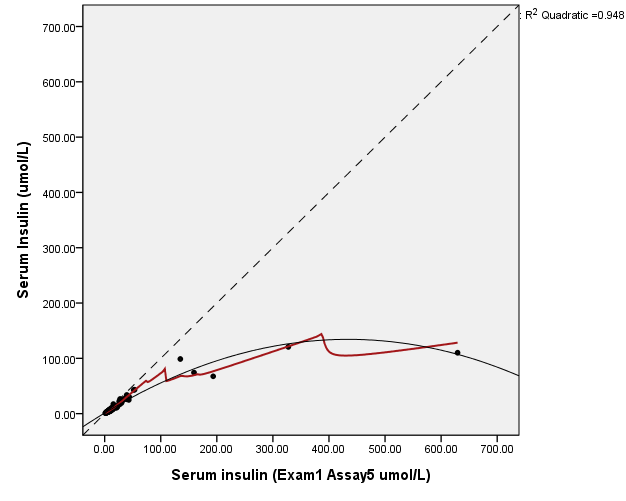 R2 Quadratic =0.948
700.00
600.00
500.00
400.00
300.00
200.00
100.00
0.00
Serum Insulin (umol/L)
0.00 100.00 200.00 300.00 400.00 500.00 600.00 700.00
Serum insulin (Exam1 Assay5 umol/L)